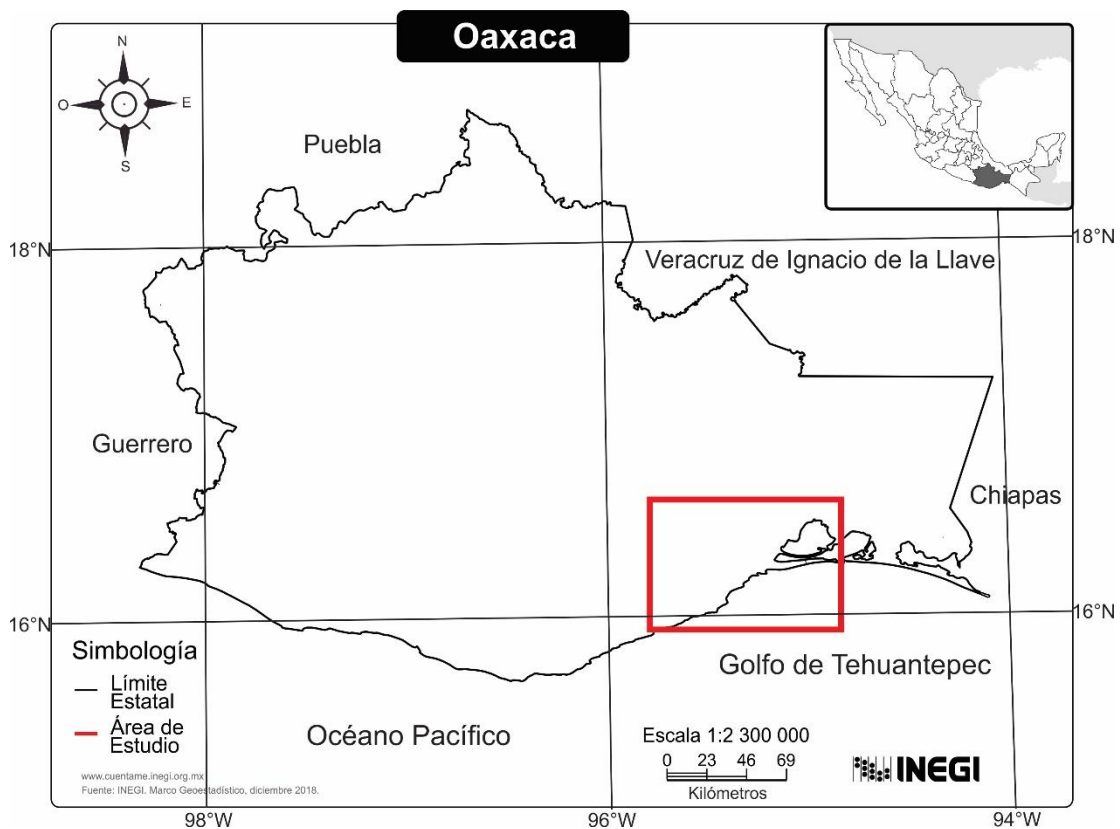 Oaxaca
N
O
E
S
Puebla
18°N
18°N
Veracruz de Ignacio de la Llave
Guerrero
Chiapas
16°N
16°N
Simbología
Límite
Estatal
Área de
Estudio
Golfo de Tehuantepec
Océano Pacífico
Escala 1:2 300 000
0 23 46 69
Kilómetros
INEGI
www.cuentame.inegi.org.mx
Fuente: INEGI. Marco Geoestadístico, diciembre 2018.
98°W
96°W
94°W